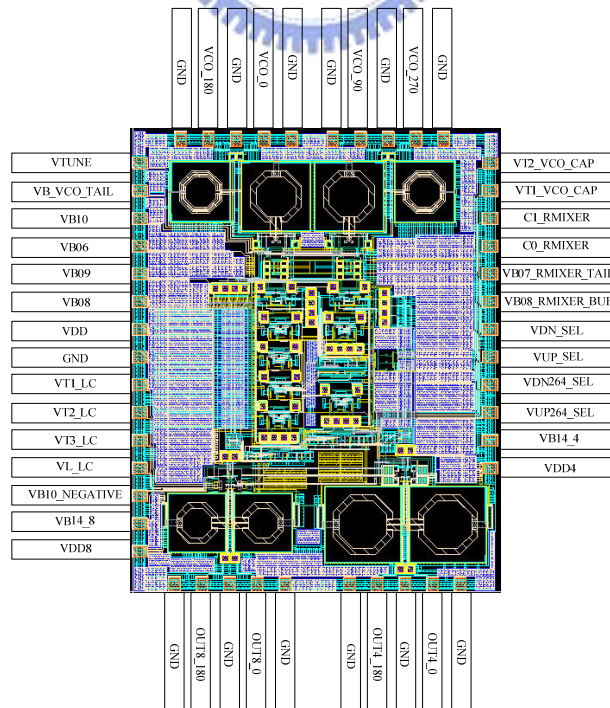 GND
VCO_180
GND
VCO_0
GND
GND
VCO_90
GND
VCO_270
GND
VTUNE
VB_VCO_TAIL
VB10
VB06
VB09
VB08
VDD
GND
VT1_LC
VT2_LC
VT3_LC
VL_LC
VB10_NEGATIVE
VB14_8
VDD8
VT2_VCO_CAP
VT1_VCO_CAP
C1_RMIXER
C0_RMIXER
VB07_RMIXER_TAIL
VB08_RMIXER_BUF
VDN_SEL
VUP_SEL
VDN264_SEL
VUP264_SEL
VB14_4
VDD4
GND
OUT8_180
GND
OUT8_0
GND
GND
OUT4_180
GND
OUT4_0
GND